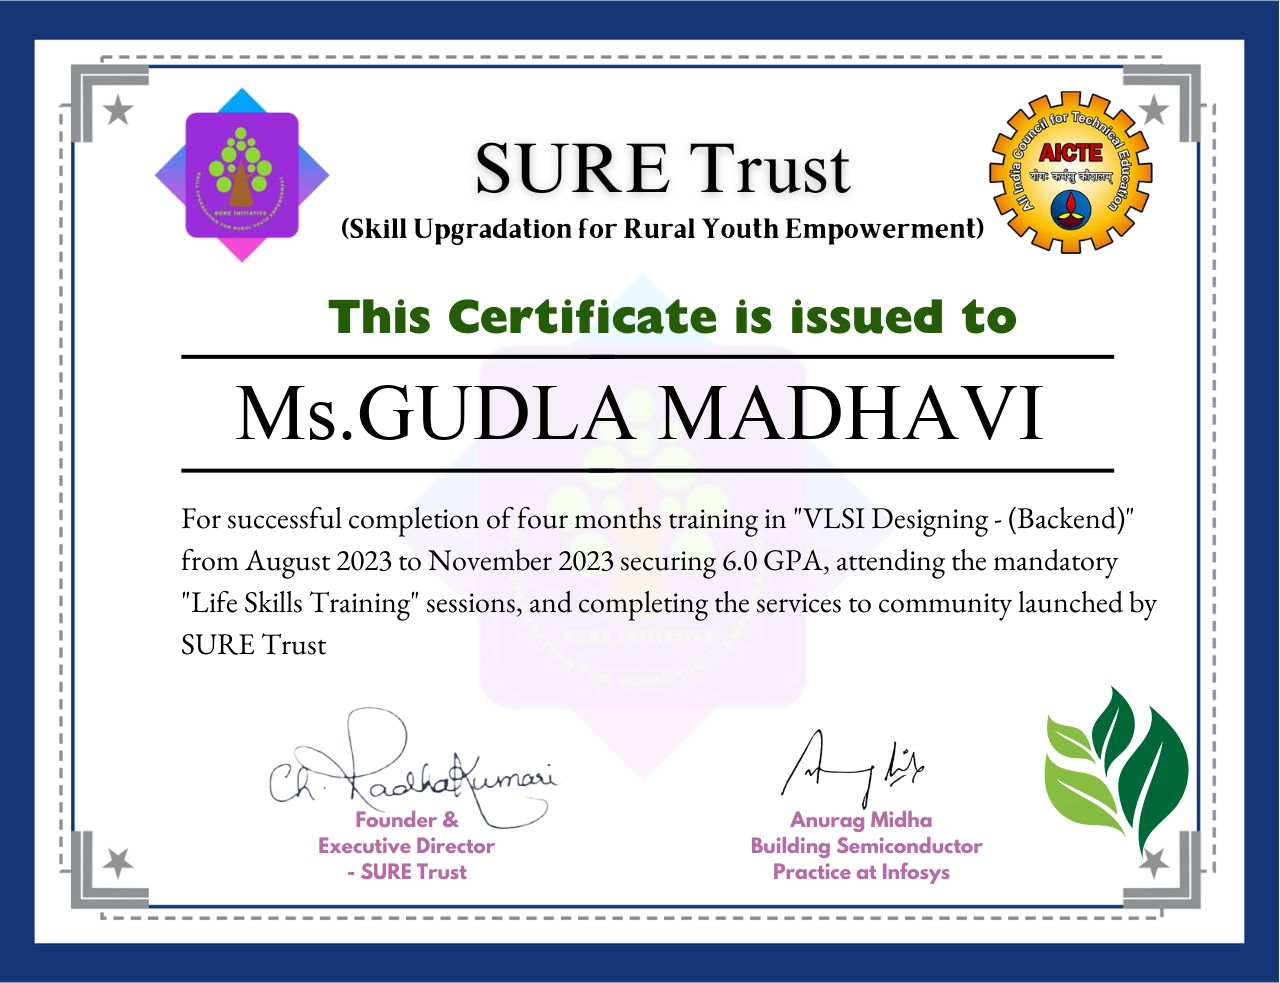 SURE Trust
(Skill Upgradation for Rural Youth Empowerment)
SKILL UPGRADATION FOR RURAL YOUTH EMPOWERMENT
SURE INITIATIVE
All India Council for Technical Education
AICTE
योगः कर्मसु कौशलम्
This Certificate is issued to
Ms.GUDLA MADHAVI
For successful completion of four months training in "VLSI Designing - (Backend)"
from August 2023 to November 2023 securing 6.0 GPA, attending the mandatory
"Life Skills Training" sessions, and completing the services to community launched by
SURE Trust
SURE INITIATIVE
Ch. RadhaKumari
Founder &
Executive Director
- SURE Trust
Anurag Midha
Building Semiconductor
Practice at Infosys